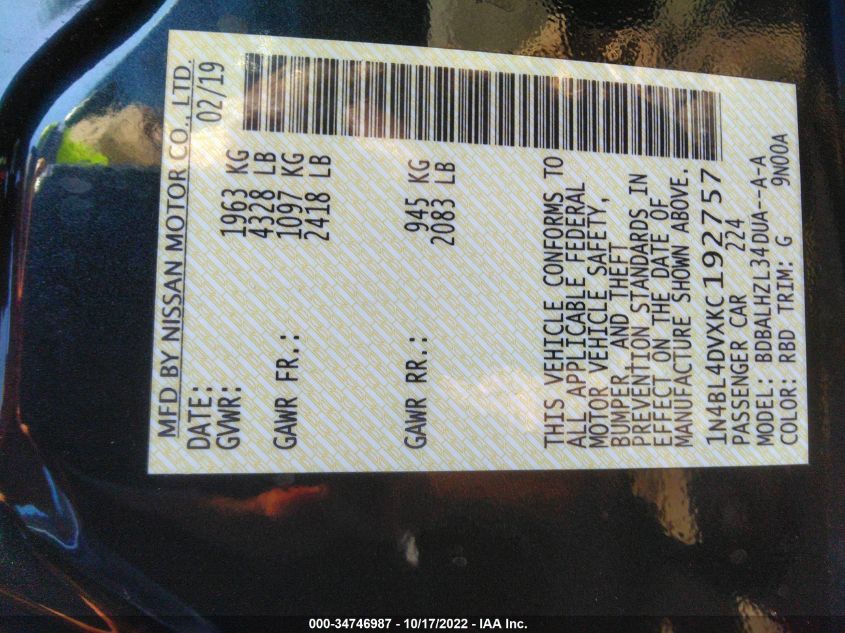 MFD BY NISSAN MOTOR CO., LTD.
DATE: 02/19
GVWR: 1963 KG
4328 LB
GAWR FR.: 1097 KG
2418 LB
GAWR RR.: 945 KG
2083 LB
THIS VEHICLE CONFORMS TO
ALL APPLICABLE FEDERAL
MOTOR VEHICLE SAFETY,
BUMPER, AND THEFT
PREVENTION STANDARDS IN
EFFECT ON THE DATE OF
MANUFACTURE SHOWN ABOVE.
1N4BL4DVXKC192757
PASSENGER CAR 224
MODEL: BDBALHZL34DUA--A-A
COLOR: RBD TRIM: G 9N00A
000-34746987 - 10/17/2022 - IAA Inc.